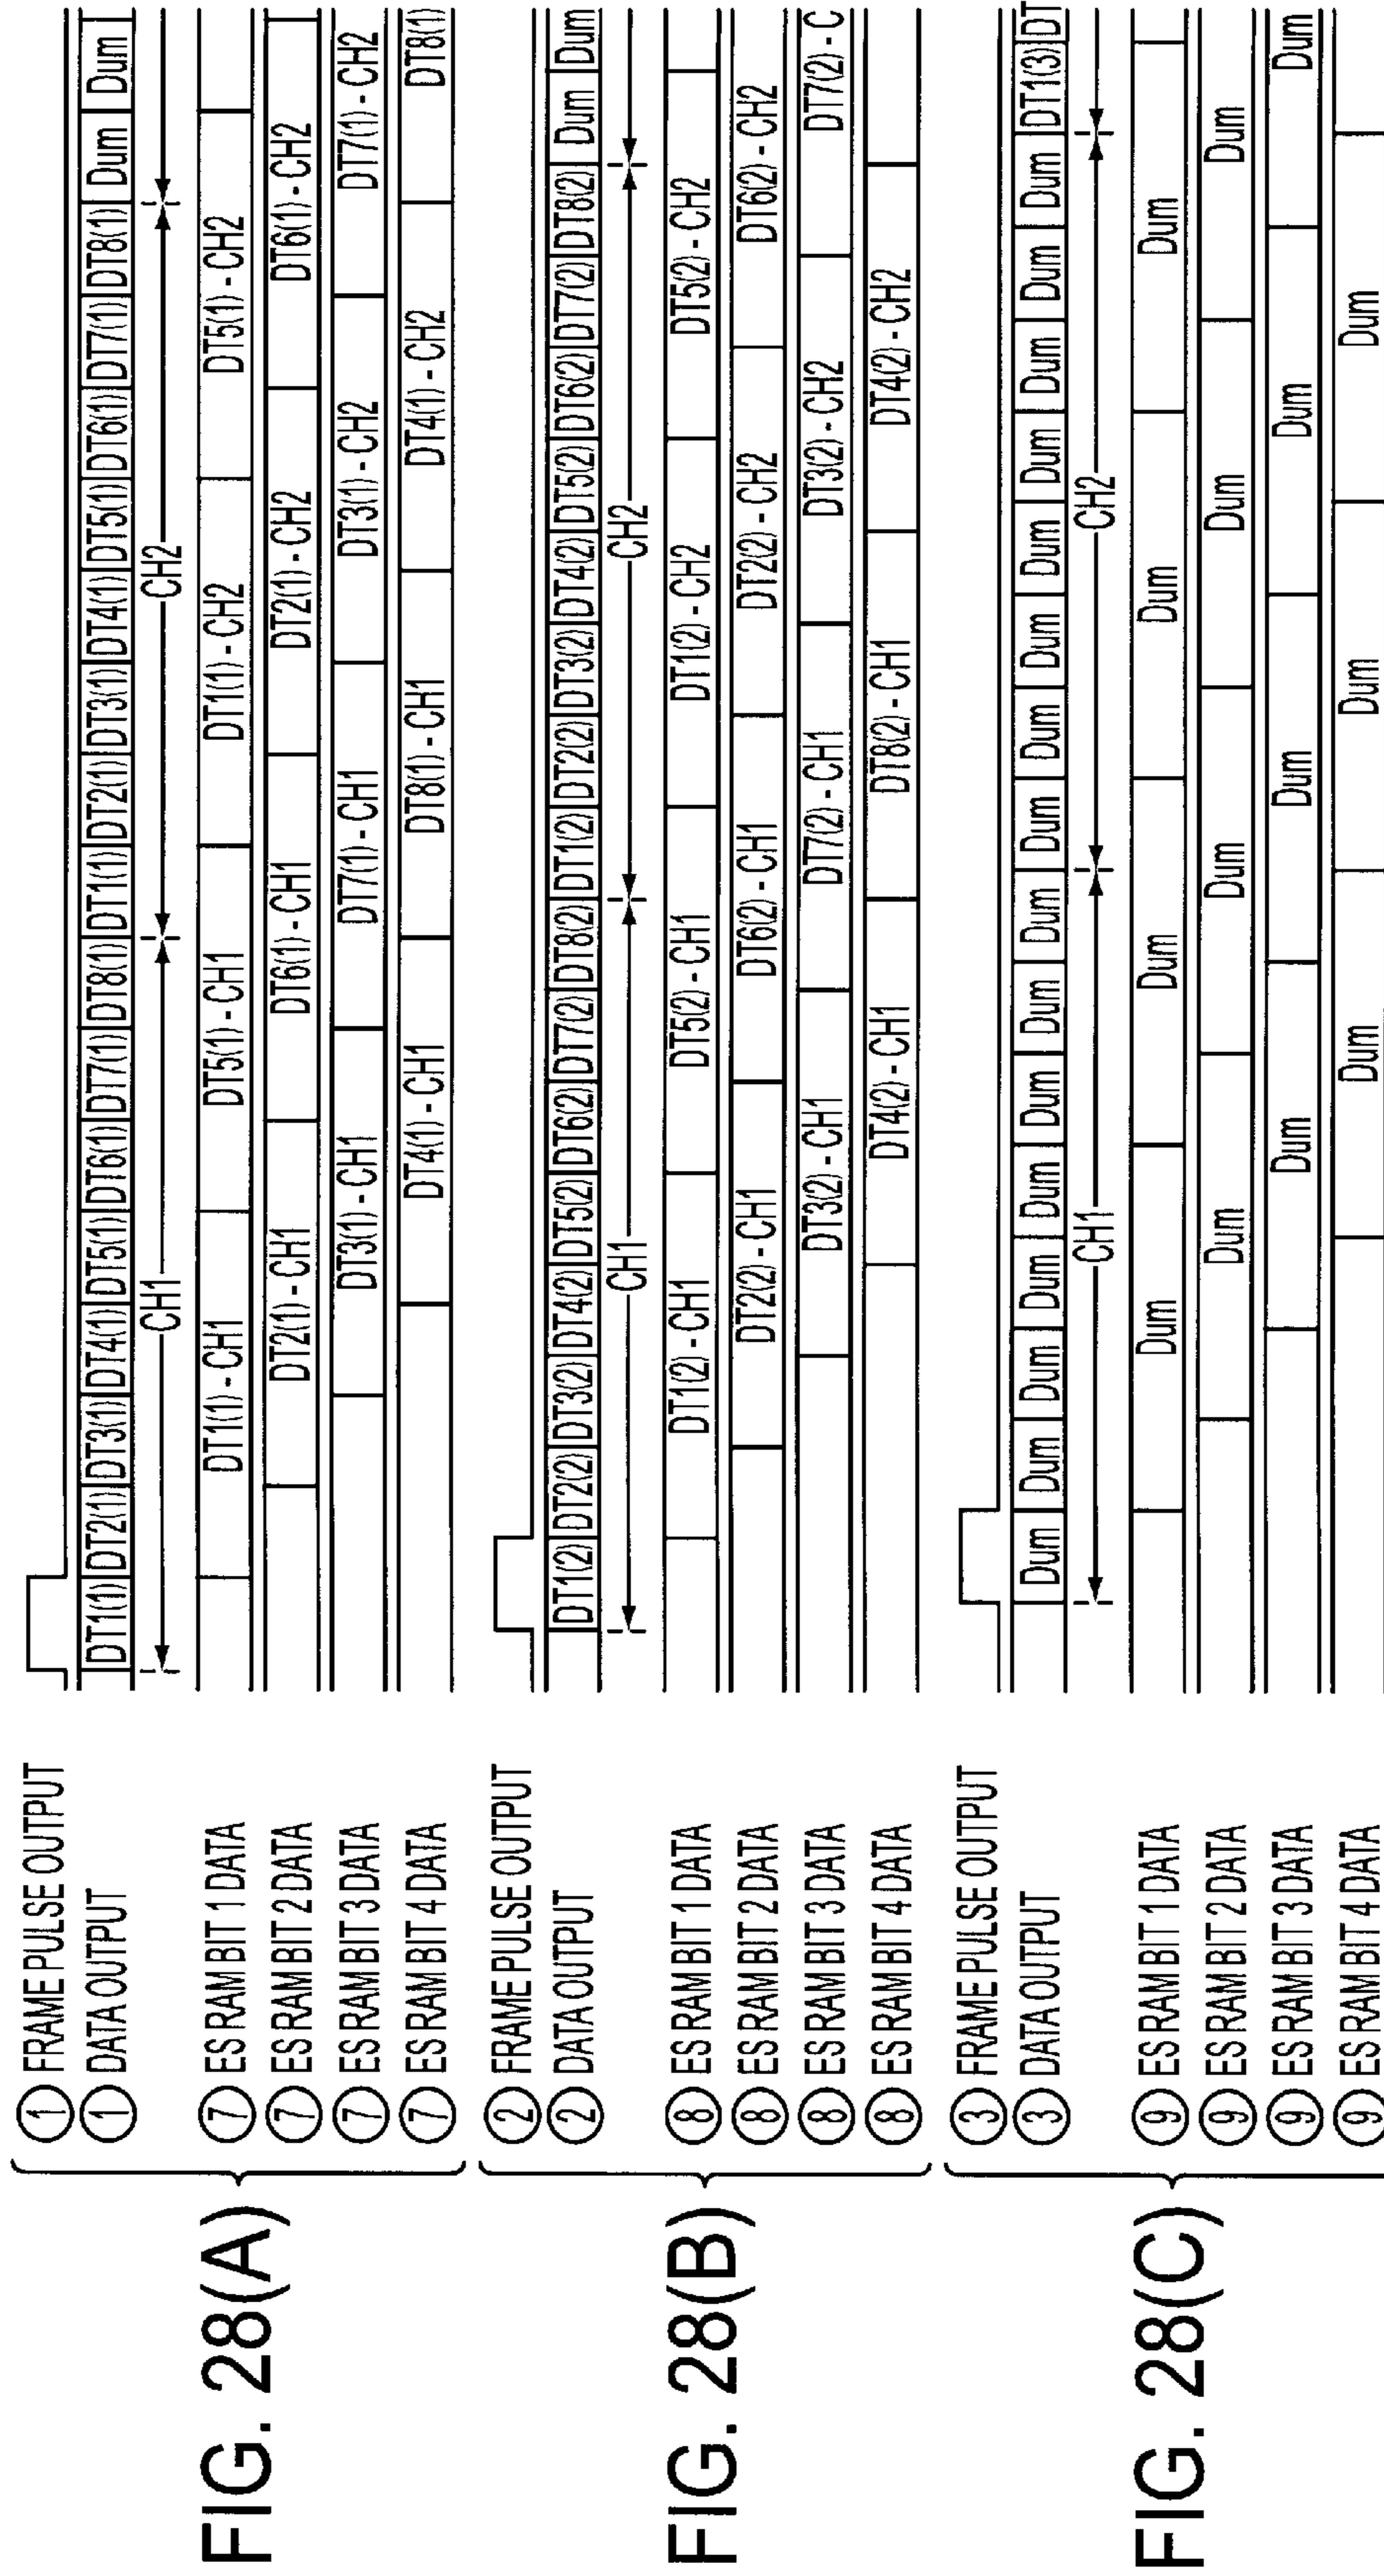 FIG. 28(A)
① FRAME PULSE OUTPUT
① DATA OUTPUT DT1(1) DT2(1) DT3(1) DT4(1) DT5(1) DT6(1) DT7(1) DT8(1) DT1(1) DT2(1) DT3(1) DT4(1) DT5(1) DT6(1) DT7(1) DT8(1) Dum Dum
CH1 CH2
⑦ ES RAM BIT 1 DATA DT1(1) - CH1 DT5(1) - CH1 DT1(1) - CH2 DT5(1) - CH2
⑦ ES RAM BIT 2 DATA DT2(1) - CH1 DT6(1) - CH1 DT2(1) - CH2 DT6(1) - CH2
⑦ ES RAM BIT 3 DATA DT3(1) - CH1 DT7(1) - CH1 DT3(1) - CH2 DT7(1) - CH2
⑦ ES RAM BIT 4 DATA DT4(1) - CH1 DT8(1) - CH1 DT4(1) - CH2 DT8(1)
FIG. 28(B)
② FRAME PULSE OUTPUT
② DATA OUTPUT DT1(2) DT2(2) DT3(2) DT4(2) DT5(2) DT6(2) DT7(2) DT8(2) DT1(2) DT2(2) DT3(2) DT4(2) DT5(2) DT6(2) DT7(2) DT8(2) Dum Dum
CH1 CH2
⑧ ES RAM BIT 1 DATA DT1(2) - CH1 DT5(2) - CH1 DT1(2) - CH2 DT5(2) - CH2
⑧ ES RAM BIT 2 DATA DT2(2) - CH1 DT6(2) - CH1 DT2(2) - CH2 DT6(2) - CH2
⑧ ES RAM BIT 3 DATA DT3(2) - CH1 DT7(2) - CH1 DT3(2) - CH2 DT7(2) - C
⑧ ES RAM BIT 4 DATA DT4(2) - CH1 DT8(2) - CH1 DT4(2) - CH2
FIG. 28(C)
③ FRAME PULSE OUTPUT
③ DATA OUTPUT Dum Dum Dum Dum Dum Dum Dum Dum Dum Dum Dum Dum Dum Dum Dum Dum DT1(3) DT
CH1 CH2
⑨ ES RAM BIT 1 DATA Dum Dum Dum Dum
⑨ ES RAM BIT 2 DATA Dum Dum Dum Dum
⑨ ES RAM BIT 3 DATA Dum Dum Dum Dum
⑨ ES RAM BIT 4 DATA Dum Dum Dum